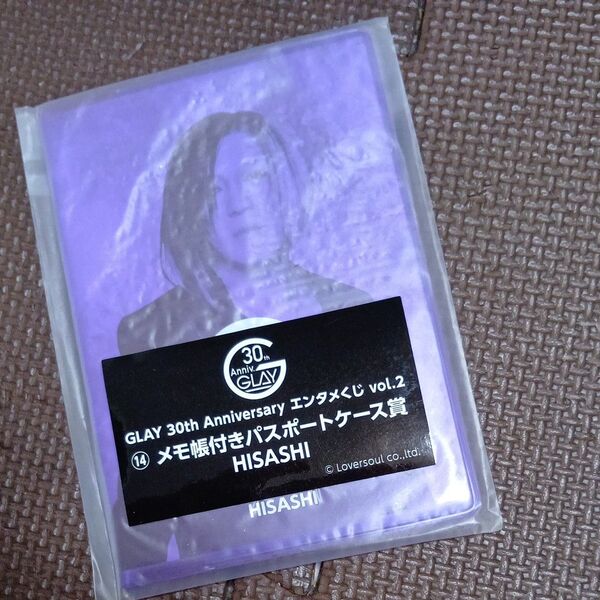 30th
Anniv.
GLAY
GLAY 30th Anniversary エンタメくじ vol.2
⑭ メモ帳付きパスポートケース賞
HISASHI
© Loversoul co.,ltd.
HISASHI